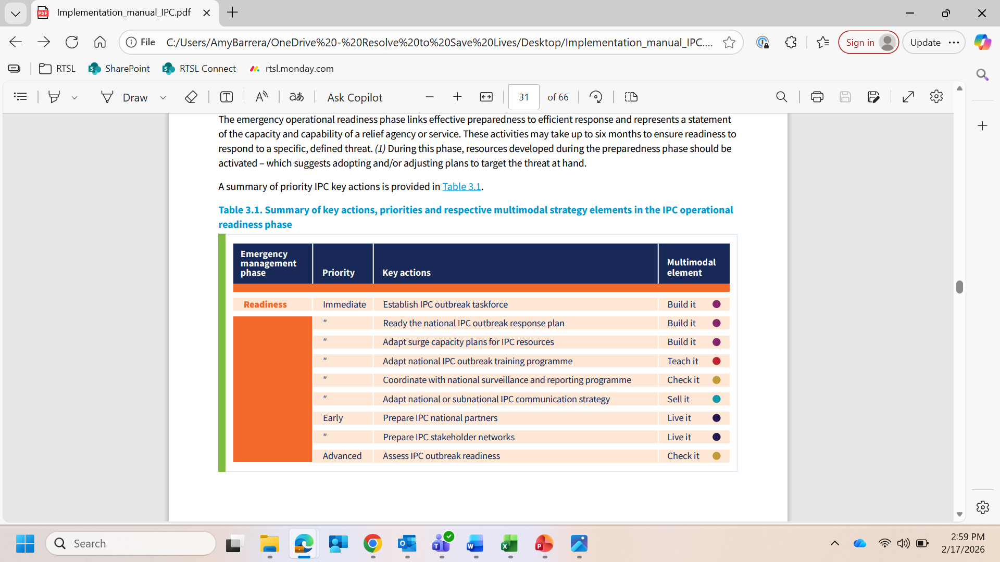 Implementation_manual_IPC.pdf
File C:/Users/AmyBarrera/OneDrive%20-%20Resolve%20to%20Save%20Lives/Desktop/Implementation_manual_IPC.... Sign in Update
RTSL SharePoint RTSL Connect rtsl.monday.com
Draw Ask Copilot 31 of 66
The emergency operational readiness phase links effective preparedness to efficient response and represents a statement
of the capacity and capability of a relief agency or service. These activities may take up to six months to ensure readiness to
respond to a specific, defined threat. (1) During this phase, resources developed during the preparedness phase should be
activated – which suggests adopting and/or adjusting plans to target the threat at hand.
A summary of priority IPC key actions is provided in Table 3.1.
Table 3.1. Summary of key actions, priorities and respective multimodal strategy elements in the IPC operational
readiness phase
Emergency management phase Priority Key actions Multimodal element
Readiness Immediate Establish IPC outbreak taskforce Build it
" Ready the national IPC outbreak response plan Build it
" Adapt surge capacity plans for IPC resources Build it
" Adapt national IPC outbreak training programme Teach it
" Coordinate with national surveillance and reporting programme Check it
" Adapt national or subnational IPC communication strategy Sell it
Early Prepare IPC national partners Live it
" Prepare IPC stakeholder networks Live it
Advanced Assess IPC outbreak readiness Check it
Search
2:59 PM
2/17/2026